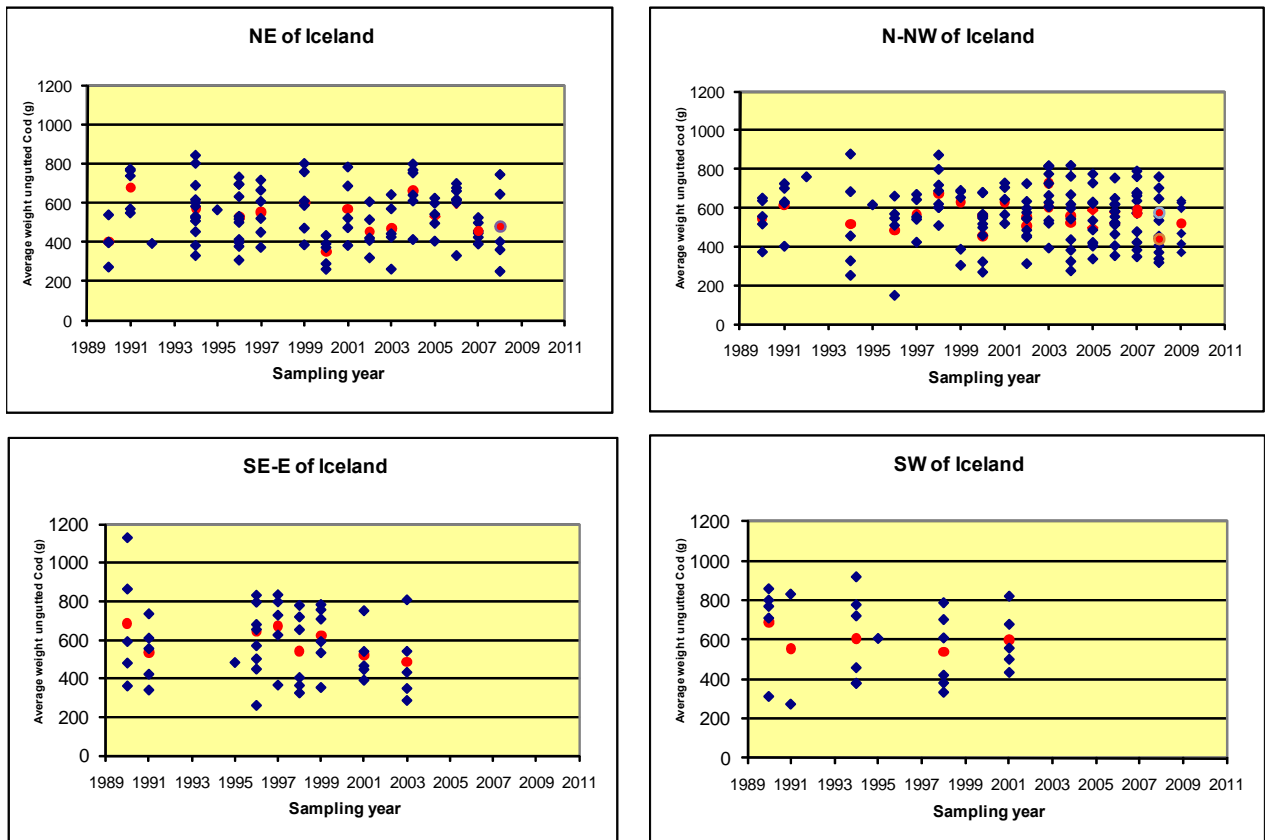 NE of Iceland
Average weight ungutted Cod (g)
1200
1000
800
600
400
200
0
1989 1991 1993 1995 1997 1999 2001 2003 2005 2007 2009 2011
Sampling year
N-NW of Iceland
Average weight ungutted cod (g)
1200
1000
800
600
400
200
0
1989 1991 1993 1995 1997 1999 2001 2003 2005 2007 2009 2011
Sampling year
SE-E of Iceland
Average weight ungutted Cod (g)
1200
1000
800
600
400
200
0
1989 1991 1993 1995 1997 1999 2001 2003 2005 2007 2009 2011
Sampling year
SW of Iceland
Average weight ungutted Cod (g)
1200
1000
800
600
400
200
0
1989 1991 1993 1995 1997 1999 2001 2003 2005 2007 2009 2011
Sampling year